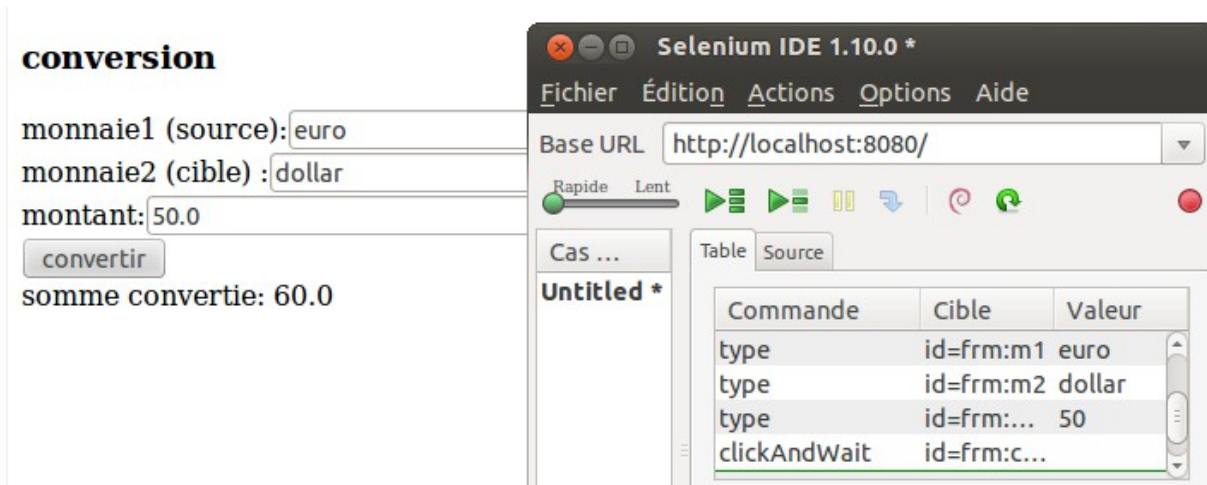 conversion
monnaie1 (source): euro
monnaie2 (cible) : dollar
montant: 50.0
convertir
somme convertie: 60.0
Selenium IDE 1.10.0 *
Fichier Édition Actions Options Aide
Base URL http://localhost:8080/
Rapide Lent
Cas ...
Untitled *
Table Source
Commande Cible Valeur
type id=frm:m1 euro
type id=frm:m2 dollar
type id=frm:... 50
clickAndWait id=frm:c...